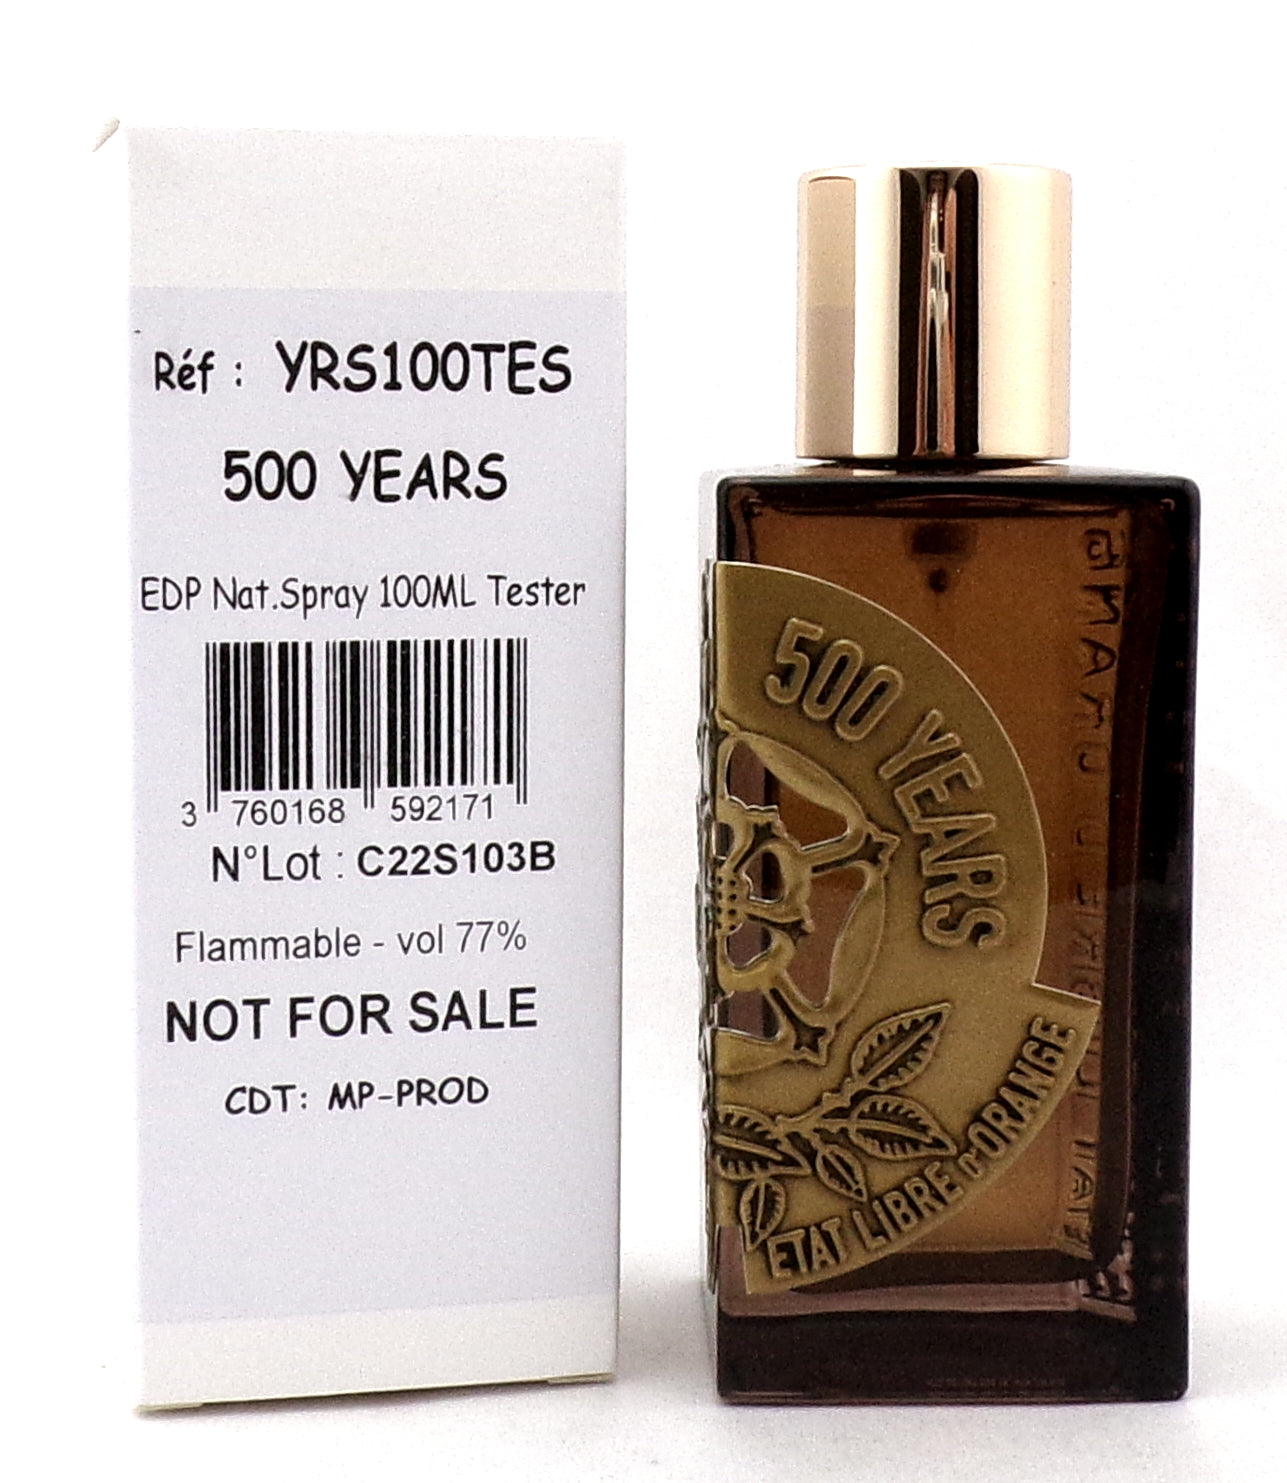 Réf : YRS100TES
500 YEARS
EDP Nat.Spray 100ML Tester
3 760168 592171
N°Lot : C22S103B
Flammable - vol 77%
NOT FOR SALE
CDT: MP-PROD
500 YEARS
ETAT LIBRE D'ORANGE